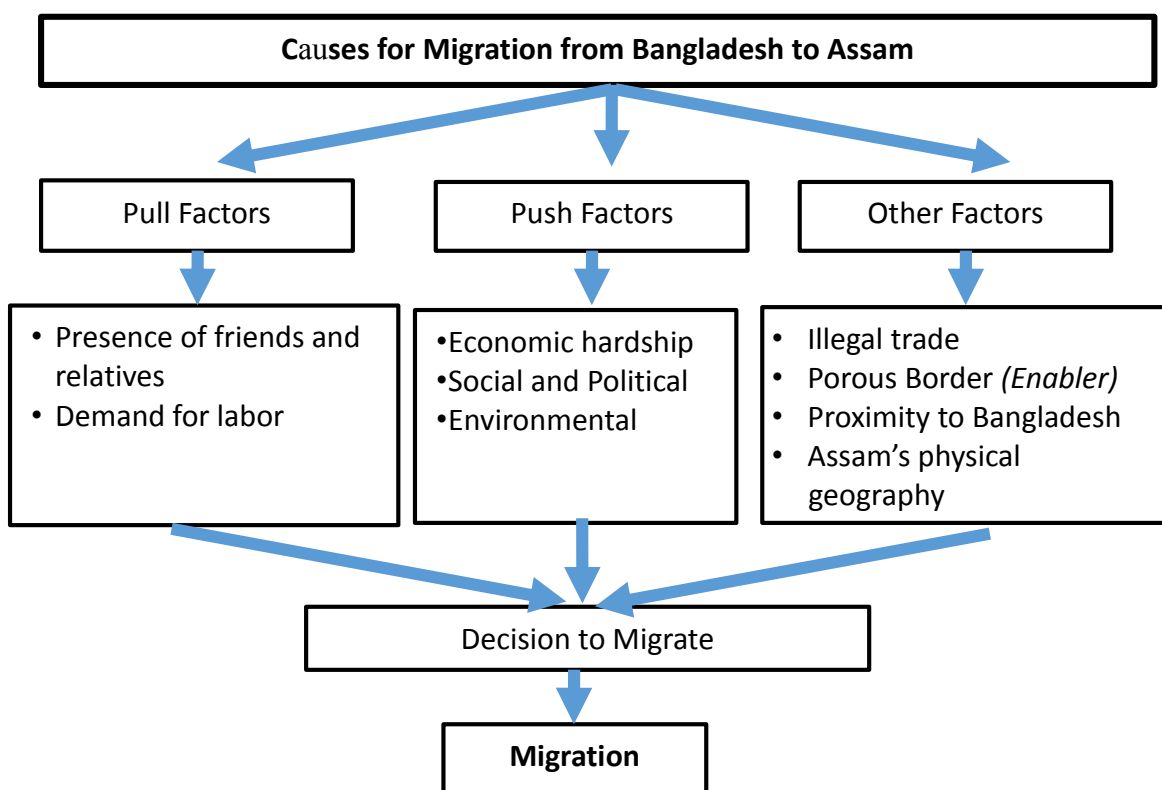 Causes for Migration from Bangladesh to Assam
Pull Factors
Push Factors
Other Factors
• Presence of friends and
relatives
• Demand for labor
•Economic hardship
•Social and Political
•Environmental
• Illegal trade
• Porous Border (Enabler)
• Proximity to Bangladesh
• Assam’s physical
geography
Decision to Migrate
Migration